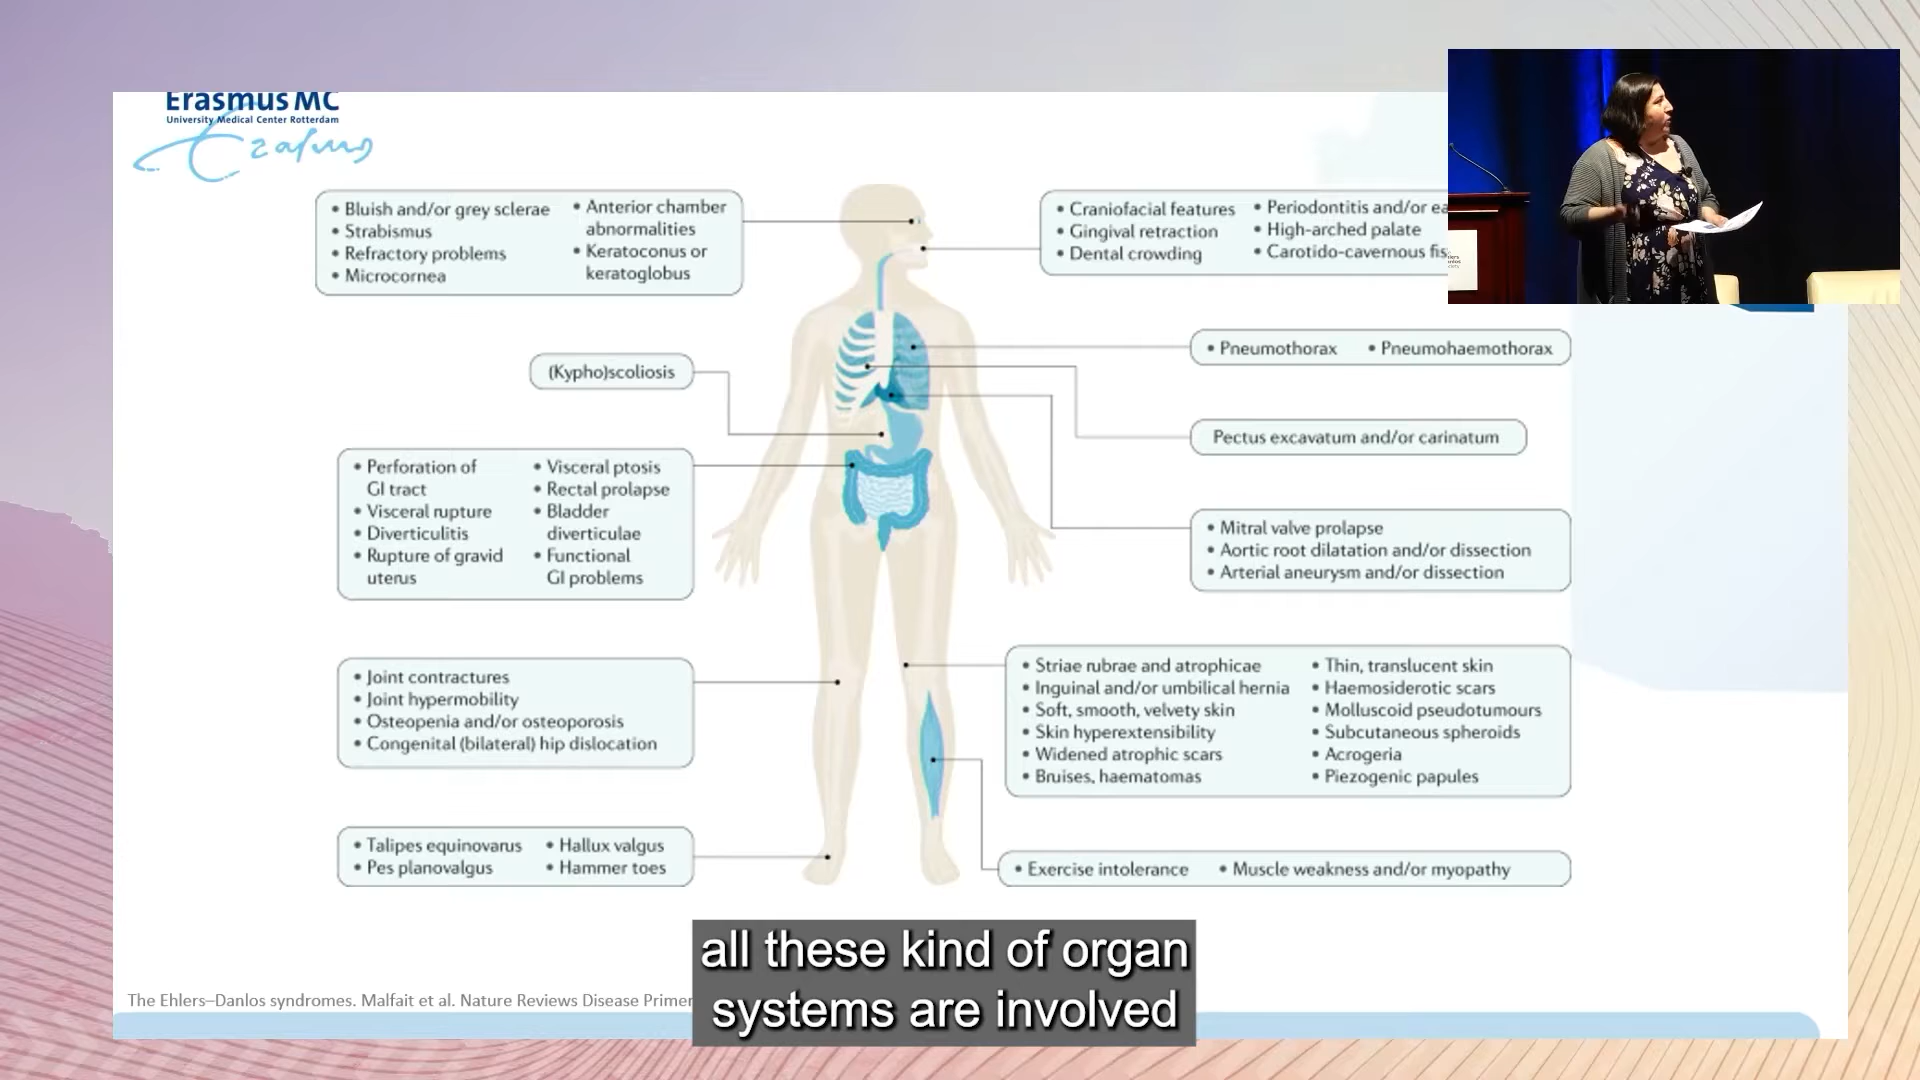 Erasmus MC
University Medical Center Rotterdam
Erasmus
• Bluish and/or grey sclerae
• Strabismus
• Refractory problems
• Microcornea
• Anterior chamber
abnormalities
• Keratoconus or
keratoglobus
• Craniofacial features
• Gingival retraction
• Dental crowding
• Periodontitis and/or
• High-arched palate
• Carotido-cavernous
(Kypho)scoliosis
• Pneumothorax • Pneumohaemothorax
Pectus excavatum and/or carinatum
• Perforation of
GI tract
• Visceral rupture
• Diverticulitis
• Rupture of gravid
uterus
• Visceral ptosis
• Rectal prolapse
• Bladder
diverticulae
• Functional
GI problems
• Mitral valve prolapse
• Aortic root dilatation and/or dissection
• Arterial aneurysm and/or dissection
• Joint contractures
• Joint hypermobility
• Osteopenia and/or osteoporosis
• Congenital (bilateral) hip dislocation
• Striae rubrae and atrophicae
• Inguinal and/or umbilical hernia
• Soft, smooth, velvety skin
• Skin hyperextensibility
• Widened atrophic scars
• Bruises, haematomas
• Thin, translucent skin
• Haemosiderotic scars
• Molluscoid pseudotumours
• Subcutaneous spheroids
• Acrogeria
• Piezogenic papules
• Talipes equinovarus
• Pes planovalgus
• Hallux valgus
• Hammer toes
• Exercise intolerance • Muscle weakness and/or myopathy
The Ehlers–Danlos syndromes. Malfait et al. Nature Reviews Disease Primer
all these kind of organ
systems are involved